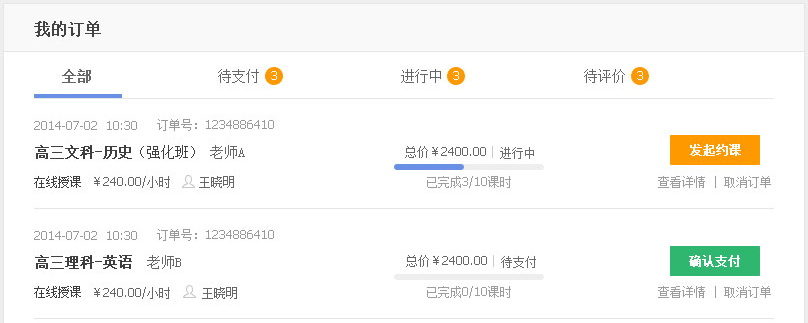 我的订单
全部 待支付 3 进行中 3 待评价 3
2014-07-02 10:30 订单号：1234886410
高三文科-历史（强化班） 老师A 总价￥2400.00 | 进行中 发起约课
在线授课 ￥240.00/小时 王晓明 已完成3/10课时 查看详情 | 取消订单
2014-07-02 10:30 订单号：1234886410
高三理科-英语 老师B 总价￥2400.00 | 待支付 确认支付
在线授课 ￥240.00/小时 王晓明 已完成0/10课时 查看详情 | 取消订单